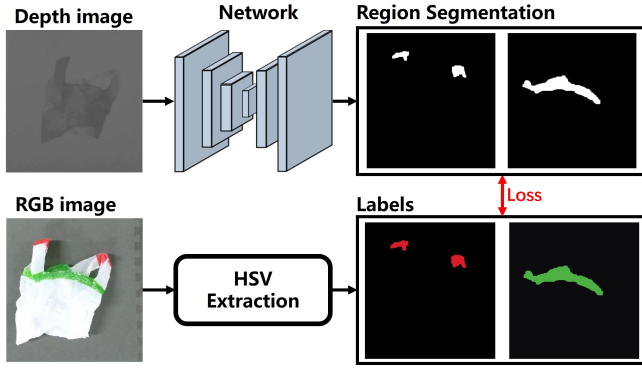 Depth image
Network
Region Segmentation
Loss
RGB image
HSV
Extraction
Labels